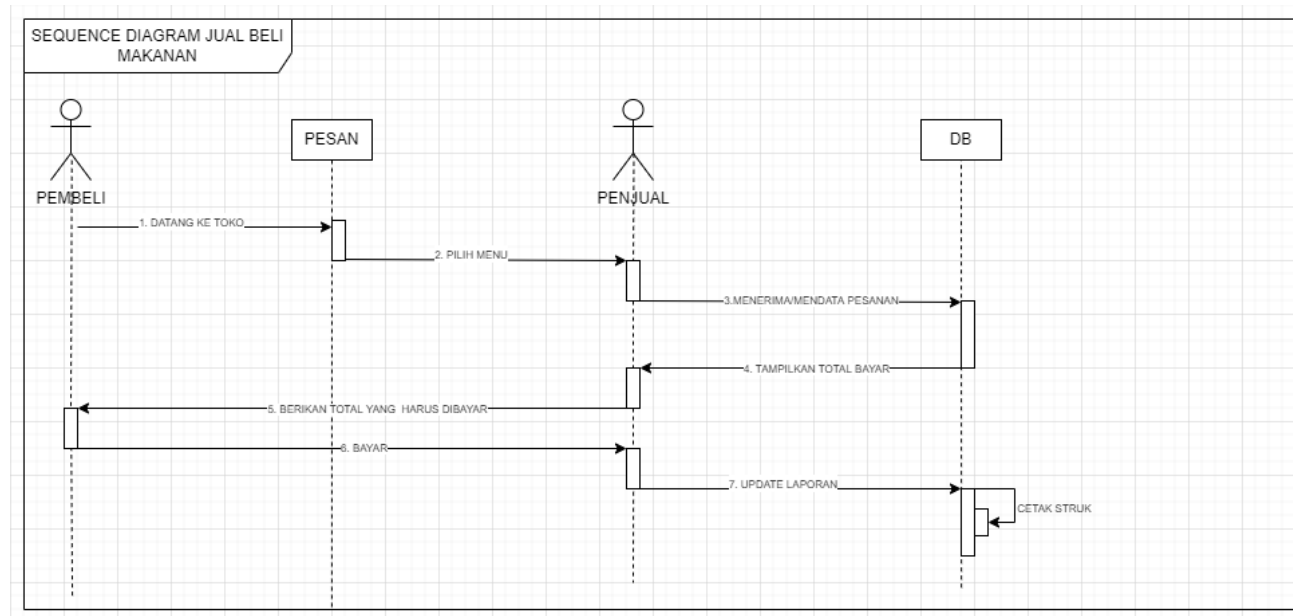 SEQUENCE DIAGRAM JUAL BELI
MAKANAN
PEMBELI
PESAN
PENJUAL
DB
1. DATANG KE TOKO
2. PILIH MENU
3.MENERIMA/MENDATA PESANAN
4. TAMPILKAN TOTAL BAYAR
5. BERIKAN TOTAL YANG HARUS DIBAYAR
6. BAYAR
7. UPDATE LAPORAN
CETAK STRUK